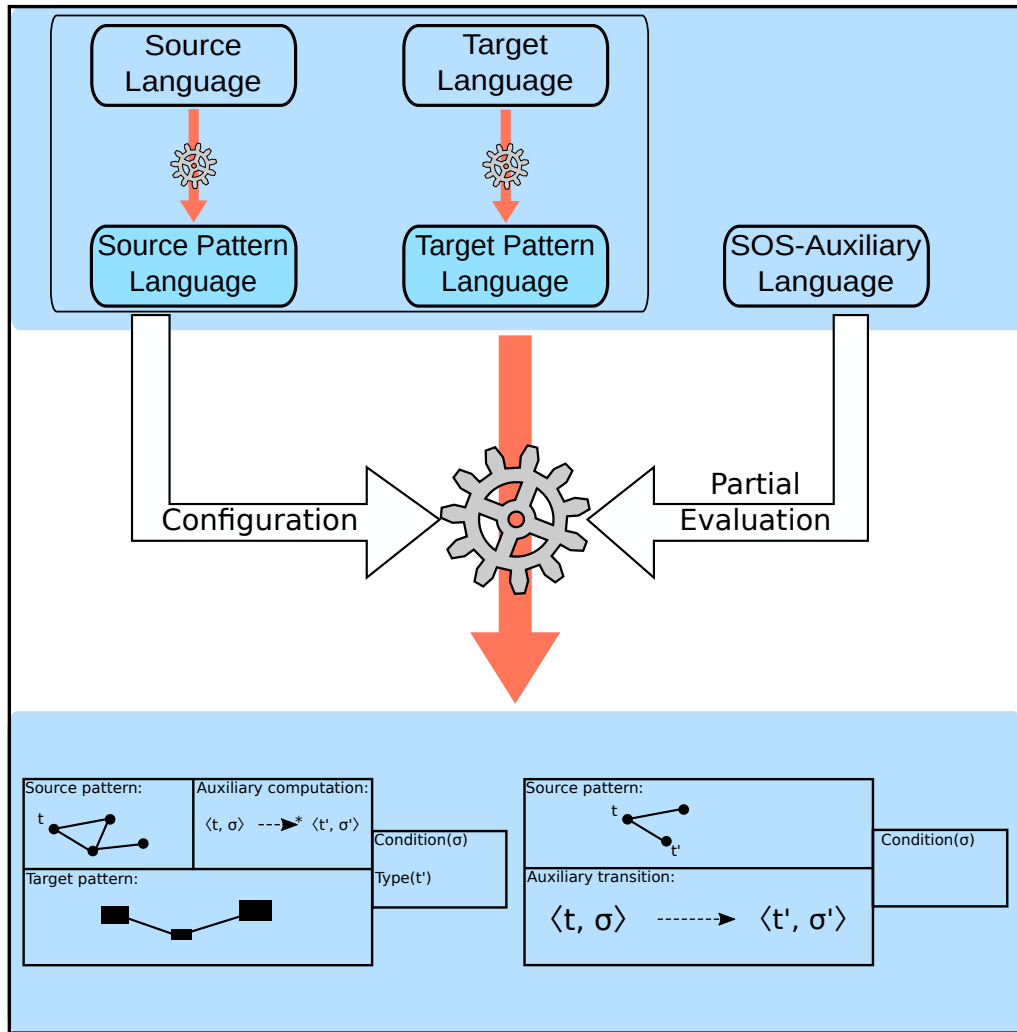 Source
Language
Target
Language
Source Pattern
Language
Target Pattern
Language
SOS-Auxiliary
Language
Configuration
Partial
Evaluation
Source pattern:
t
Auxiliary computation:
⟨t, σ⟩ * ⟨t', σ'⟩
Condition(σ)
Type(t')
Target pattern:
Source pattern:
t
t'
Condition(σ)
Auxiliary transition:
⟨t, σ⟩ ⟨t', σ'⟩